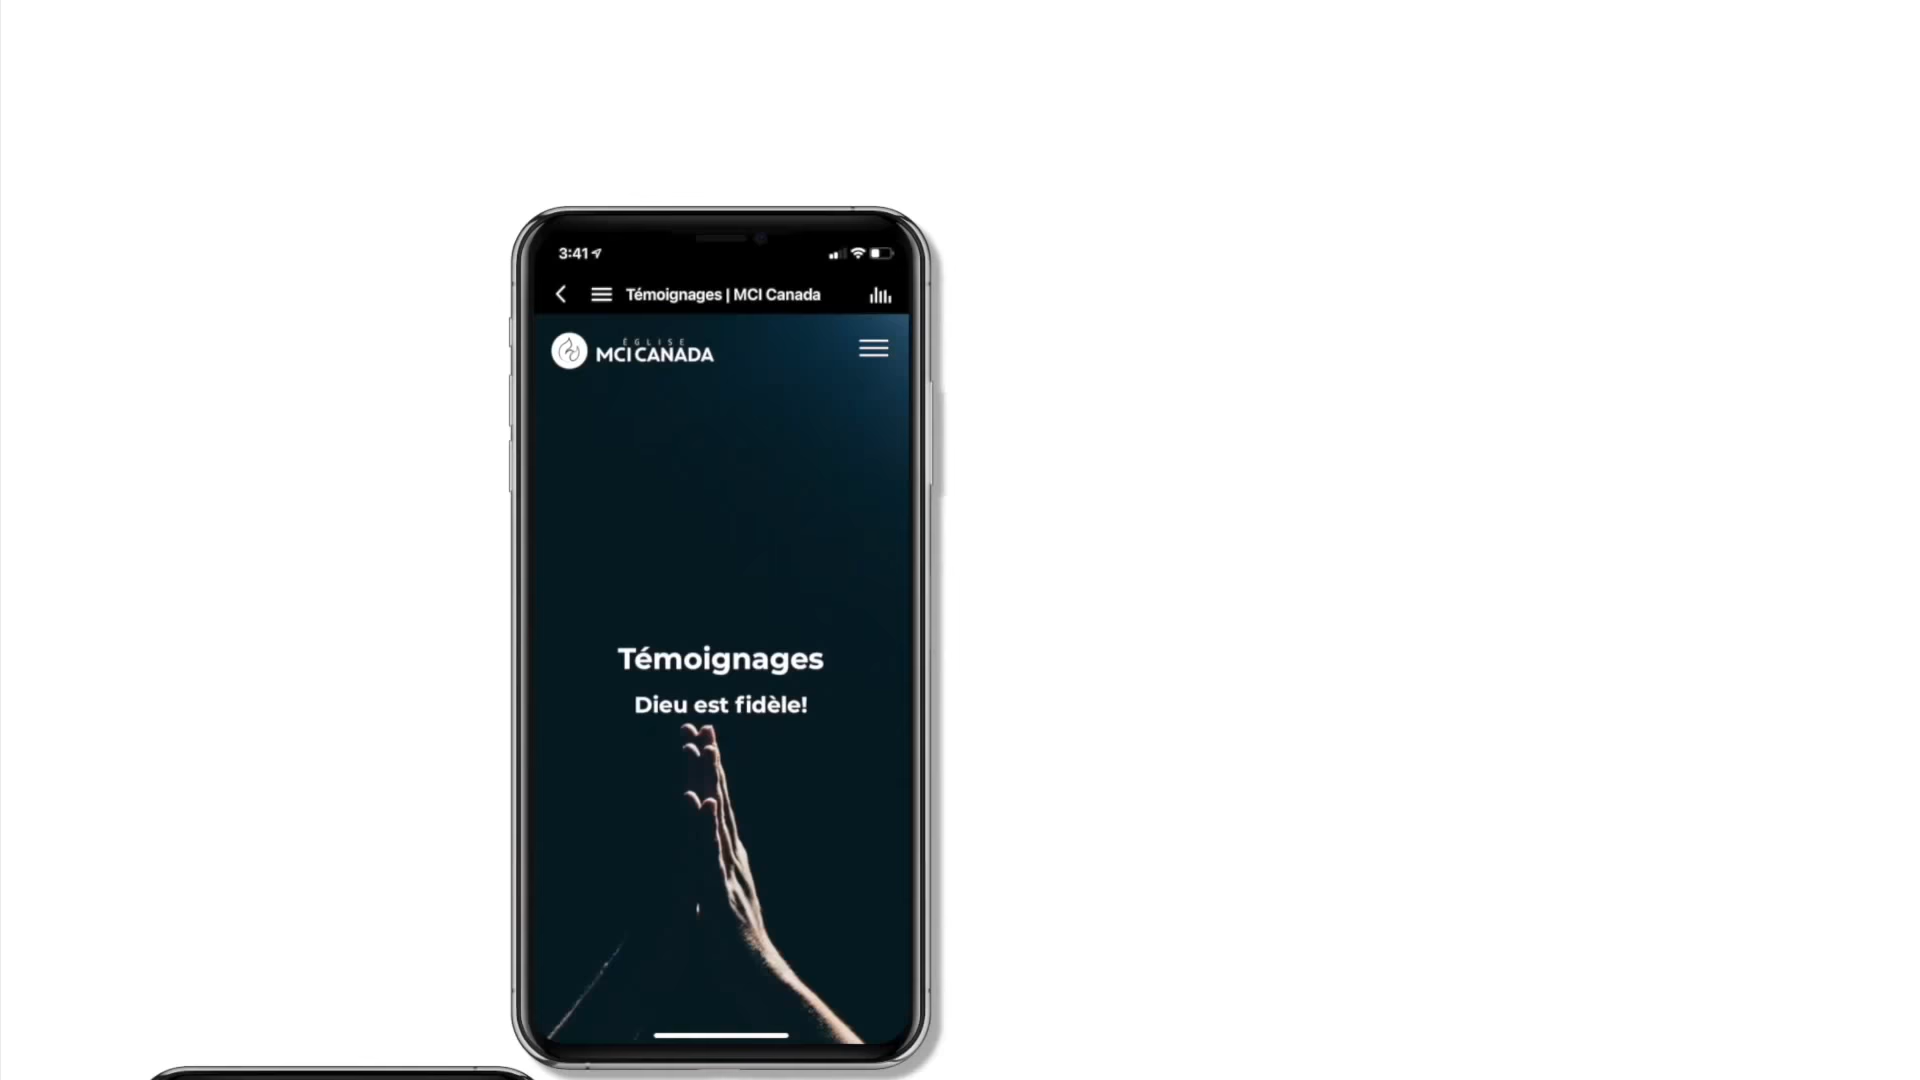 3:41
Témoignages | MCI Canada
ÉGLISE
MCI CANADA
Témoignages
Dieu est fidèle!